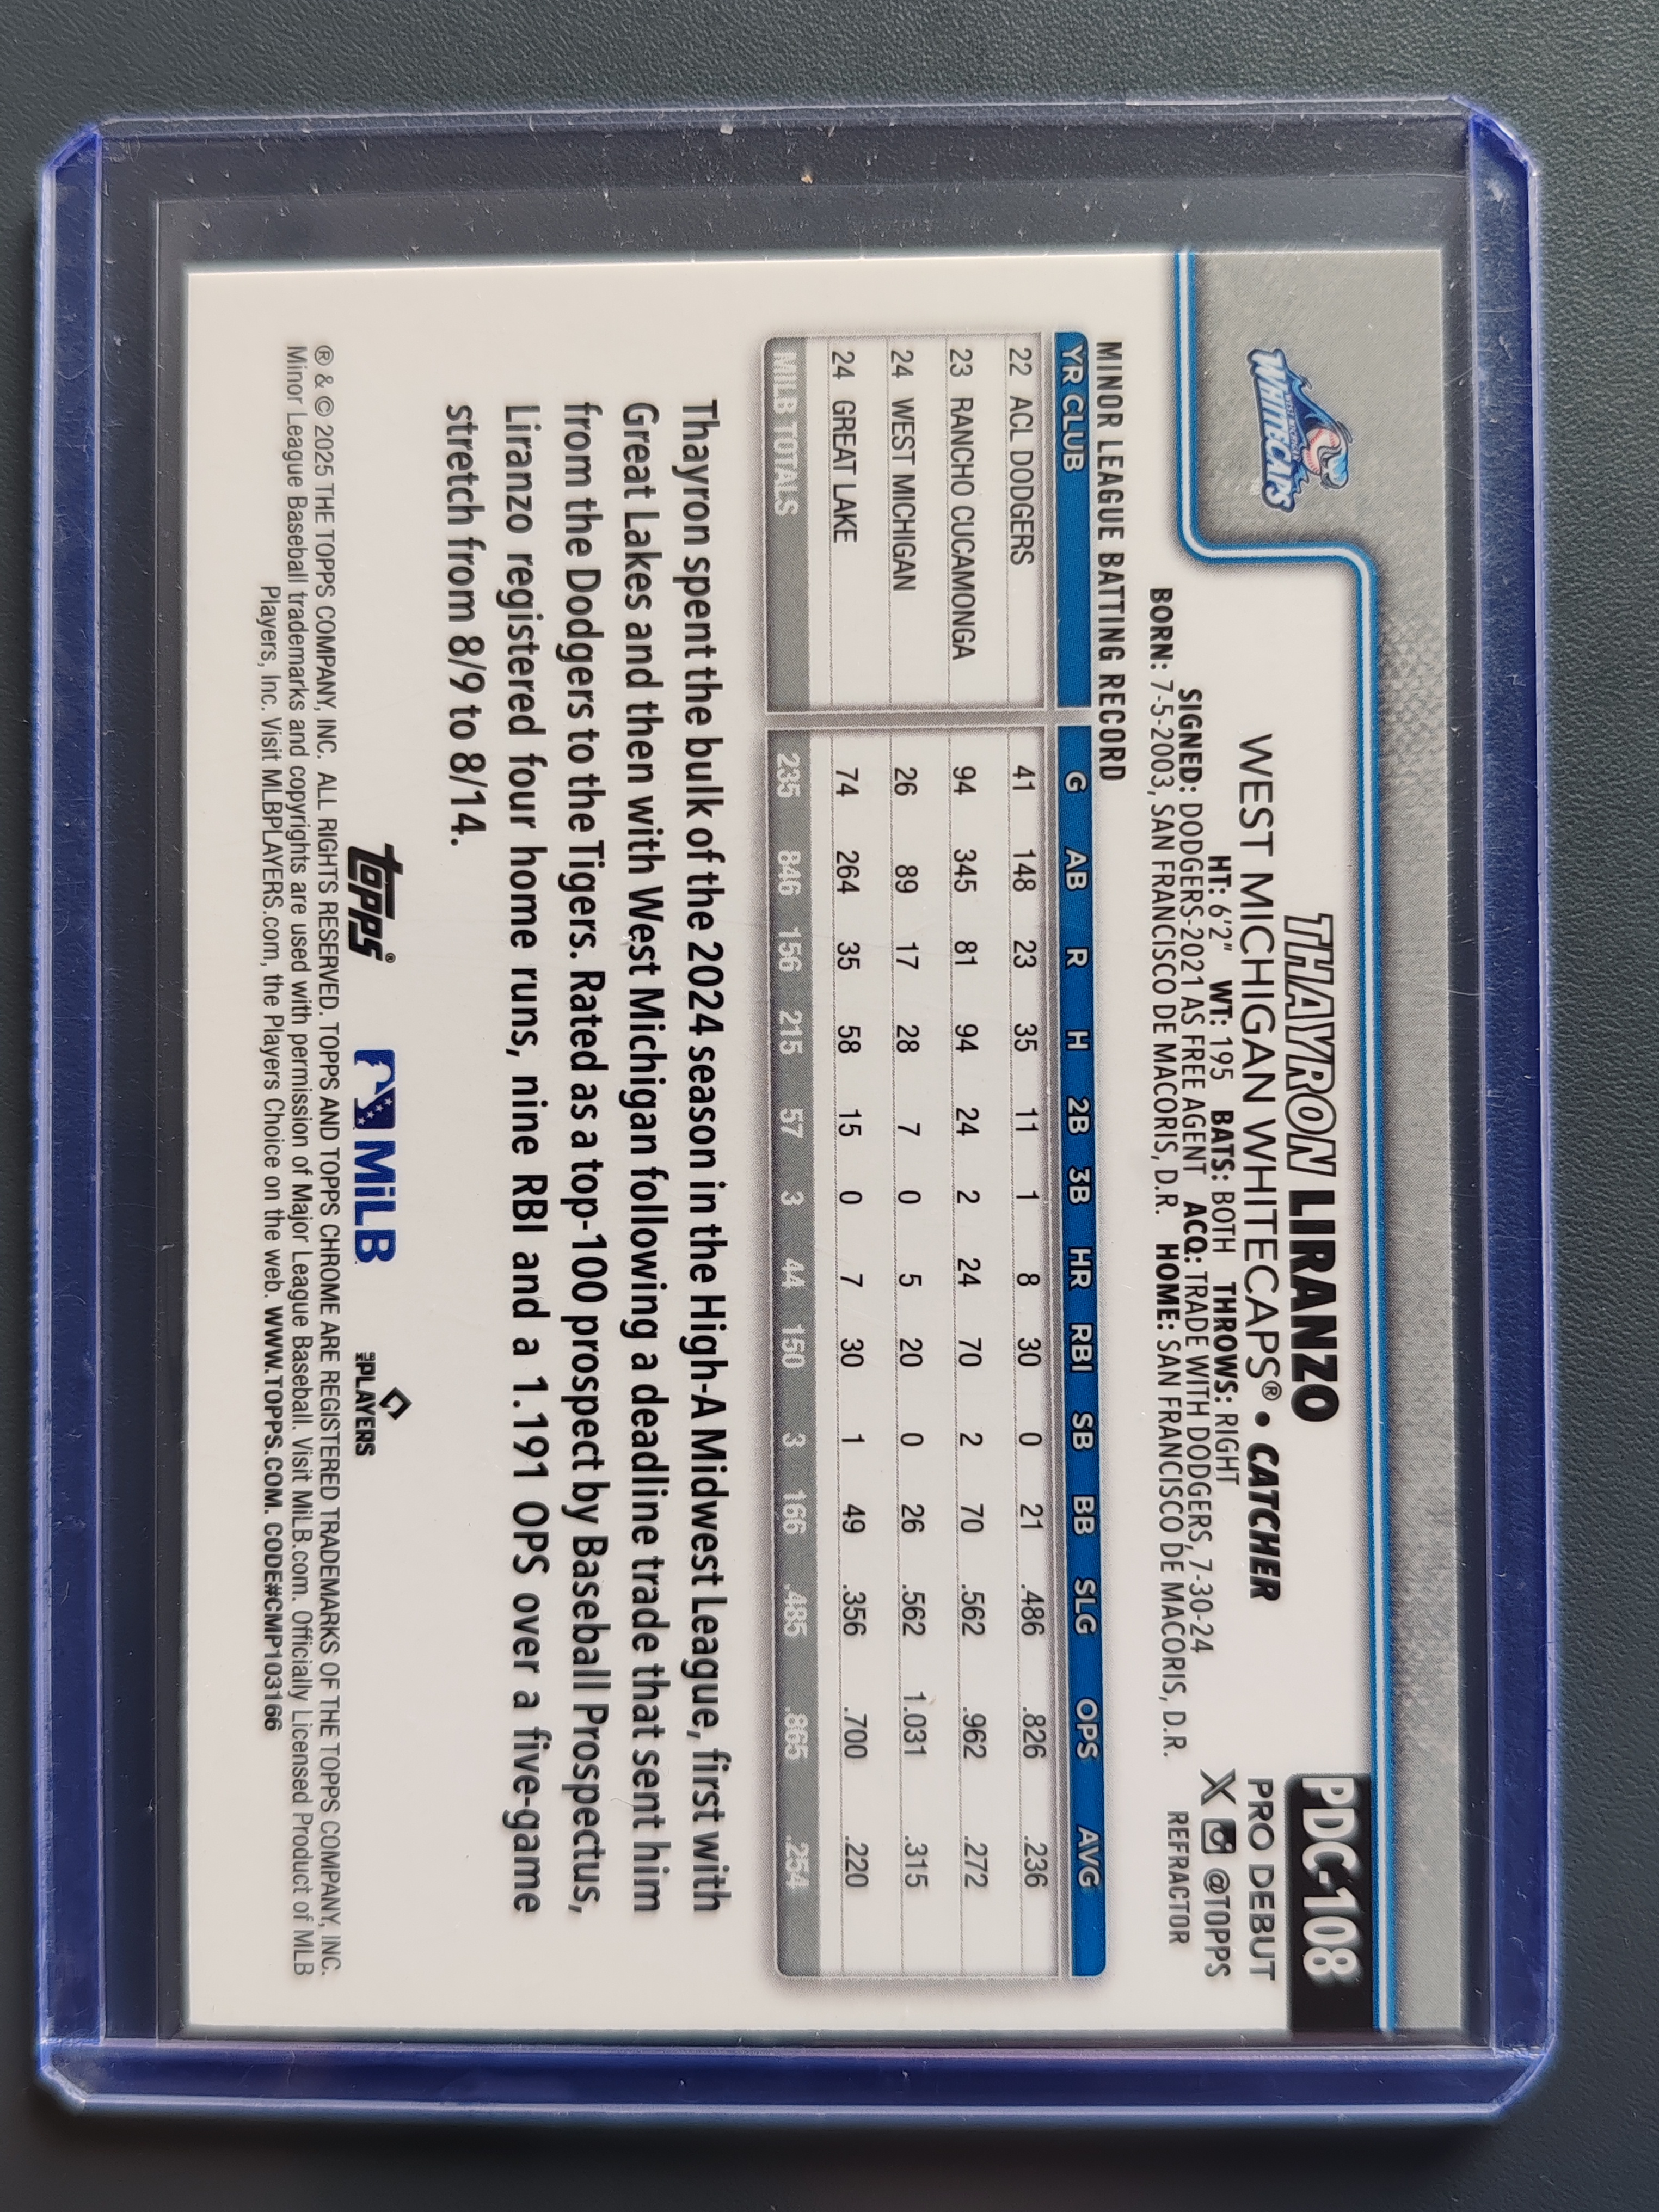 WHITECAPS
THAYRON LIRANZO
PDC-108
WEST MICHIGAN WHITECAPS® • CATCHER
PRO DEBUT
HT: 6'2" WT: 195 BATS: BOTH THROWS: RIGHT
X @TOPPS
SIGNED: DODGERS-2021 AS FREE AGENT ACQ: TRADE WITH DODGERS, 7-30-24
REFRACTOR
BORN: 7-5-2003, SAN FRANCISCO DE MACORIS, D.R. HOME: SAN FRANCISCO DE MACORIS, D.R.
MINOR LEAGUE BATTING RECORD
YR CLUB G AB R H 2B 3B HR RBI SB BB SLG OPS AVG
22 ACL DODGERS 41 148 23 35 11 1 8 30 0 21 .486 .826 .236
23 RANCHO CUCAMONGA 94 345 81 94 24 2 24 70 2 70 .562 .962 .272
24 WEST MICHIGAN 26 89 17 28 7 0 5 20 0 26 .562 1.031 .315
24 GREAT LAKE 74 264 35 58 15 0 7 30 1 49 .356 .700 .220
MILB TOTALS 235 846 156 215 57 3 44 150 3 166 .485 .865 .254
Thayron spent the bulk of the 2024 season in the High-A Midwest League, first with
Great Lakes and then with West Michigan following a deadline trade that sent him
from the Dodgers to the Tigers. Rated as a top-100 prospect by Baseball Prospectus,
Liranzo registered four home runs, nine RBI and a 1.191 OPS over a five-game
stretch from 8/9 to 8/14.
topps® MiLB THE PLAYERS
® & © 2025 THE TOPPS COMPANY, INC. ALL RIGHTS RESERVED. TOPPS AND TOPPS CHROME ARE REGISTERED TRADEMARKS OF THE TOPPS COMPANY, INC.
Minor League Baseball trademarks and copyrights are used with permission of Major League Baseball. Visit MiLB.com. Officially Licensed Product of MLB
Players, Inc. Visit MLBPLAYERS.com, the Players Choice on the web. WWW.TOPPS.COM. CODE#CMP103166